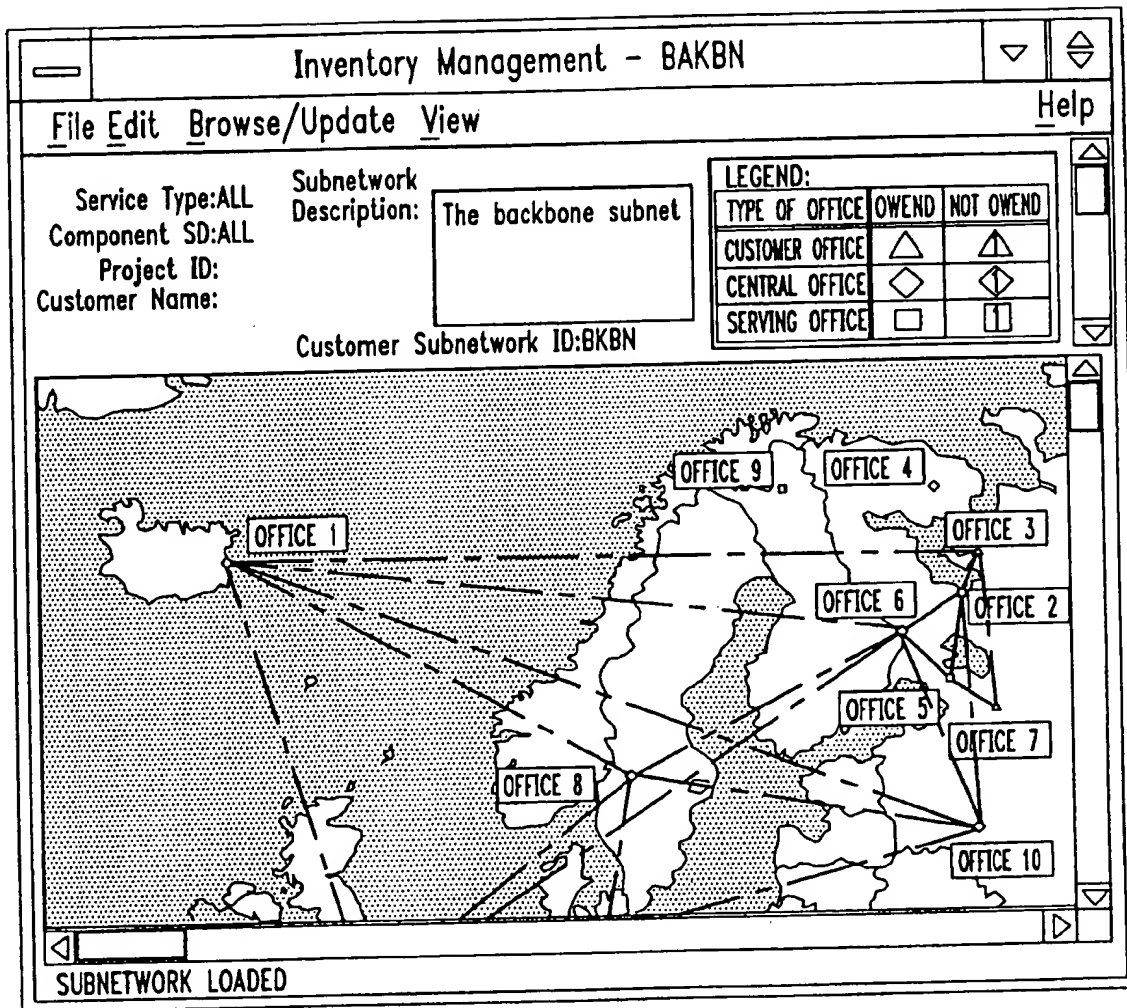 Inventory Management - BAKBN
File Edit Browse/Update View Help
Service Type:ALL
Component SD:ALL
Project ID:
Customer Name:
Subnetwork
Description:
The backbone subnet
Customer Subnetwork ID:BKBN
LEGEND:
TYPE OF OFFICE OWEND NOT OWEND
CUSTOMER OFFICE
CENTRAL OFFICE 1
SERVING OFFICE 1
OFFICE 9
OFFICE 4
OFFICE 1
OFFICE 3
OFFICE 6
OFFICE 2
OFFICE 5
OFFICE 7
OFFICE 8
OFFICE 10
SUBNETWORK LOADED